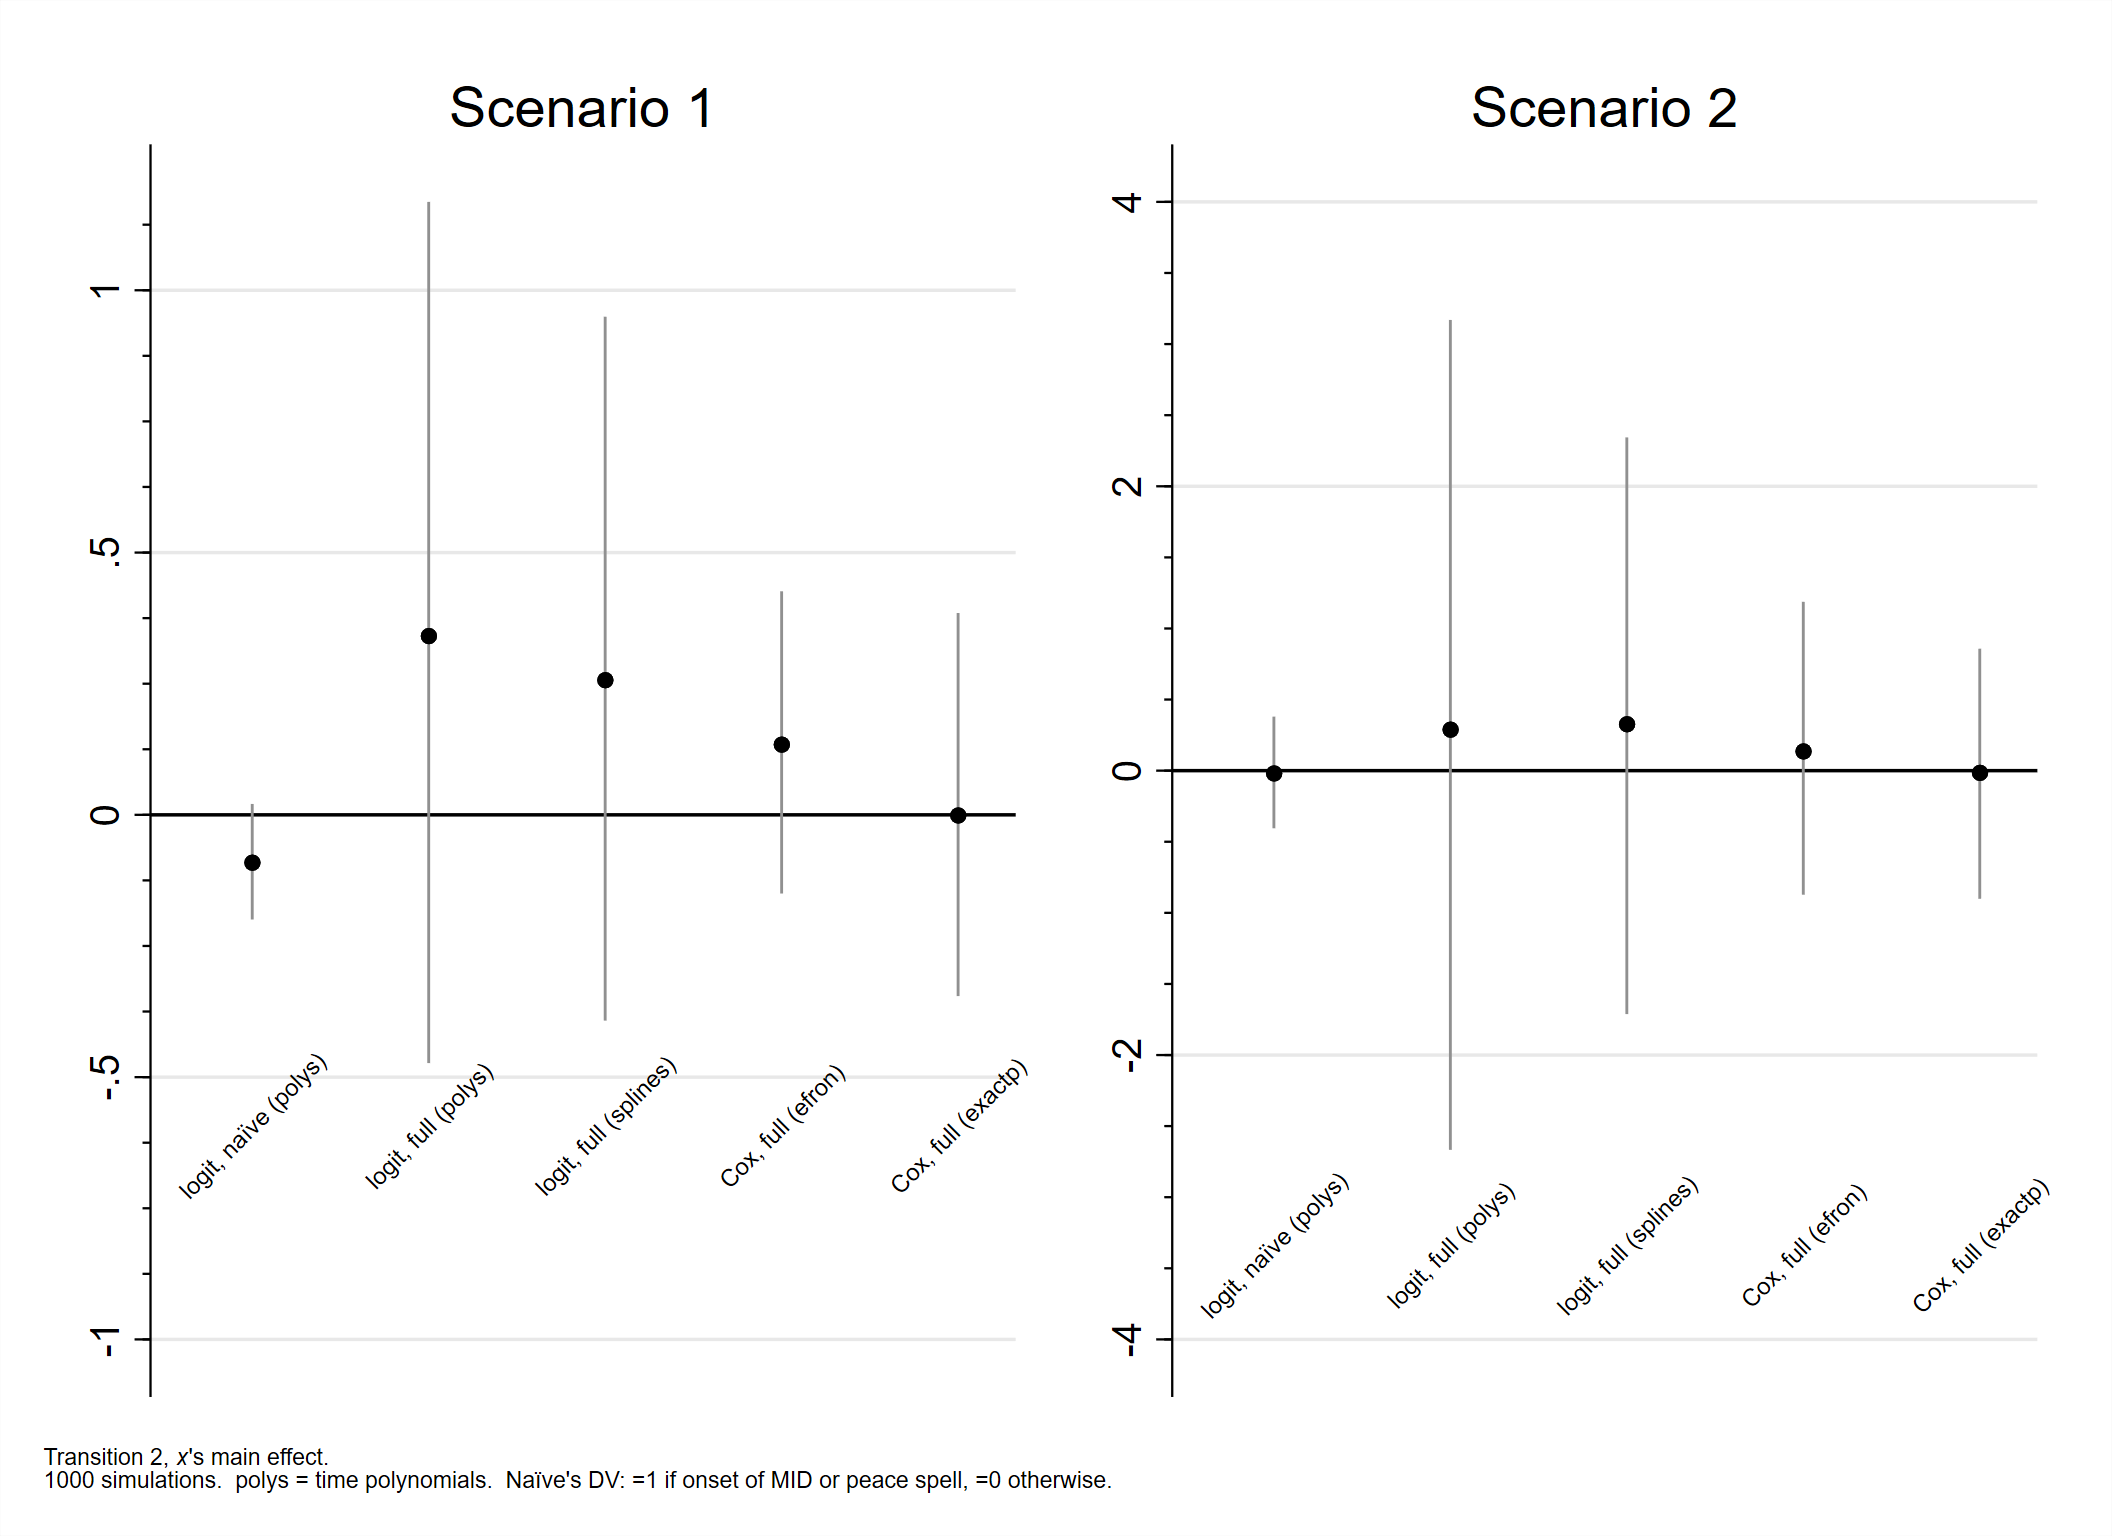 Scenario 1
1
.5
0
-.5
-1
logit, naïve (polys)
logit, full (polys)
logit, full (splines)
Cox, full (efron)
Cox, full (exactp)
Scenario 2
4
2
0
-2
-4
logit, naïve (polys)
logit, full (polys)
logit, full (splines)
Cox, full (efron)
Cox, full (exactp)
Transition 2, x's main effect.
1000 simulations.  polys = time polynomials.  Naïve's DV: =1 if onset of MID or peace spell, =0 otherwise.